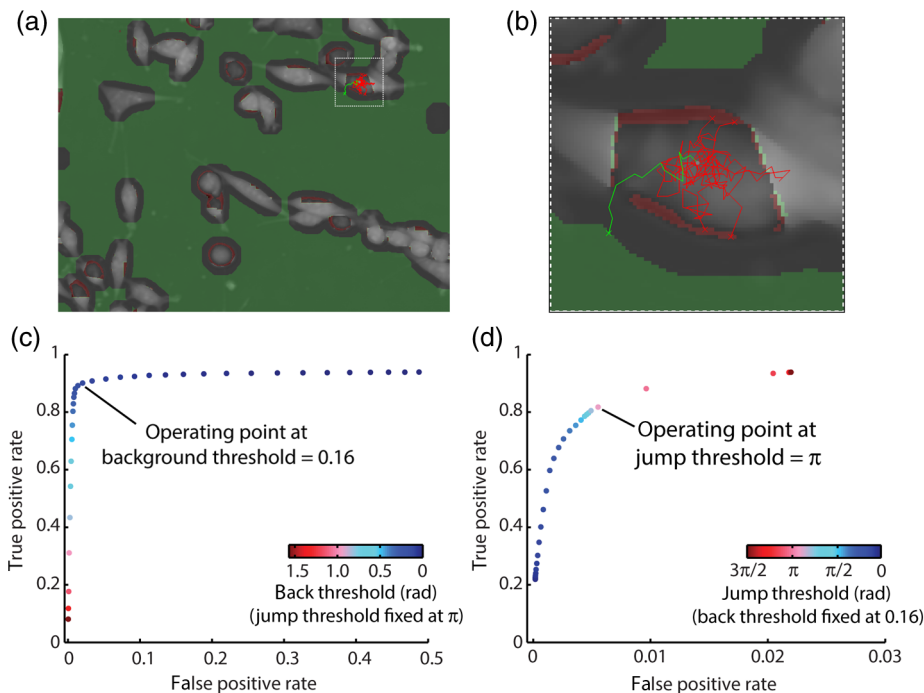 (a)
(b)
(c)
1
0.8
0.6
0.4
0.2
0
True positive rate
Operating point at
background threshold = 0.16
1.5 1.0 0.5 0
Back threshold (rad)
(jump threshold fixed at π)
0 0.1 0.2 0.3 0.4 0.5
False positive rate
(d)
1
0.8
0.6
0.4
0.2
0
True positive rate
Operating point at
jump threshold = π
3π/2 π π/2 0
Jump threshold (rad)
(back threshold fixed at 0.16)
0 0.01 0.02 0.03
False positive rate